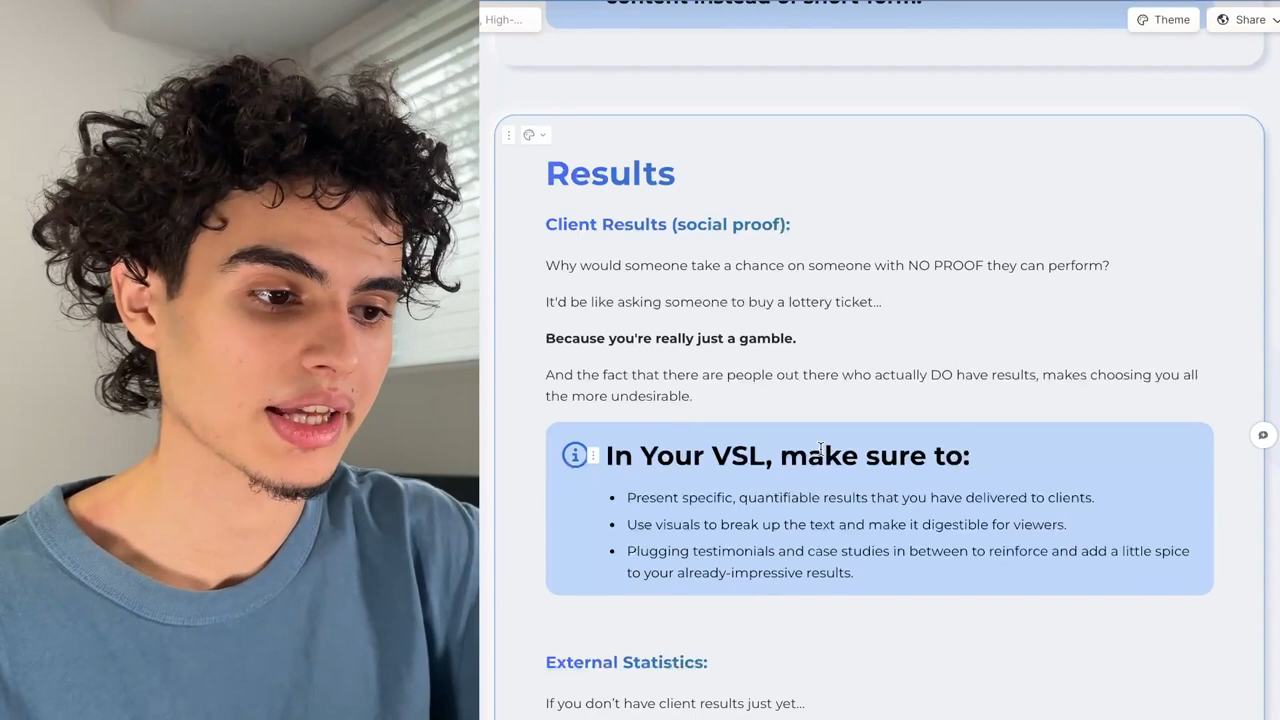 content instead of short form.
, High-...
Theme
Share
Results
Client Results (social proof):
Why would someone take a chance on someone with NO PROOF they can perform?
It'd be like asking someone to buy a lottery ticket...
Because you're really just a gamble.
And the fact that there are people out there who actually DO have results, makes choosing you all
the more undesirable.
In Your VSL, make sure to:
• Present specific, quantifiable results that you have delivered to clients.
• Use visuals to break up the text and make it digestible for viewers.
• Plugging testimonials and case studies in between to reinforce and add a little spice
to your already-impressive results.
External Statistics:
If you don't have client results just yet...